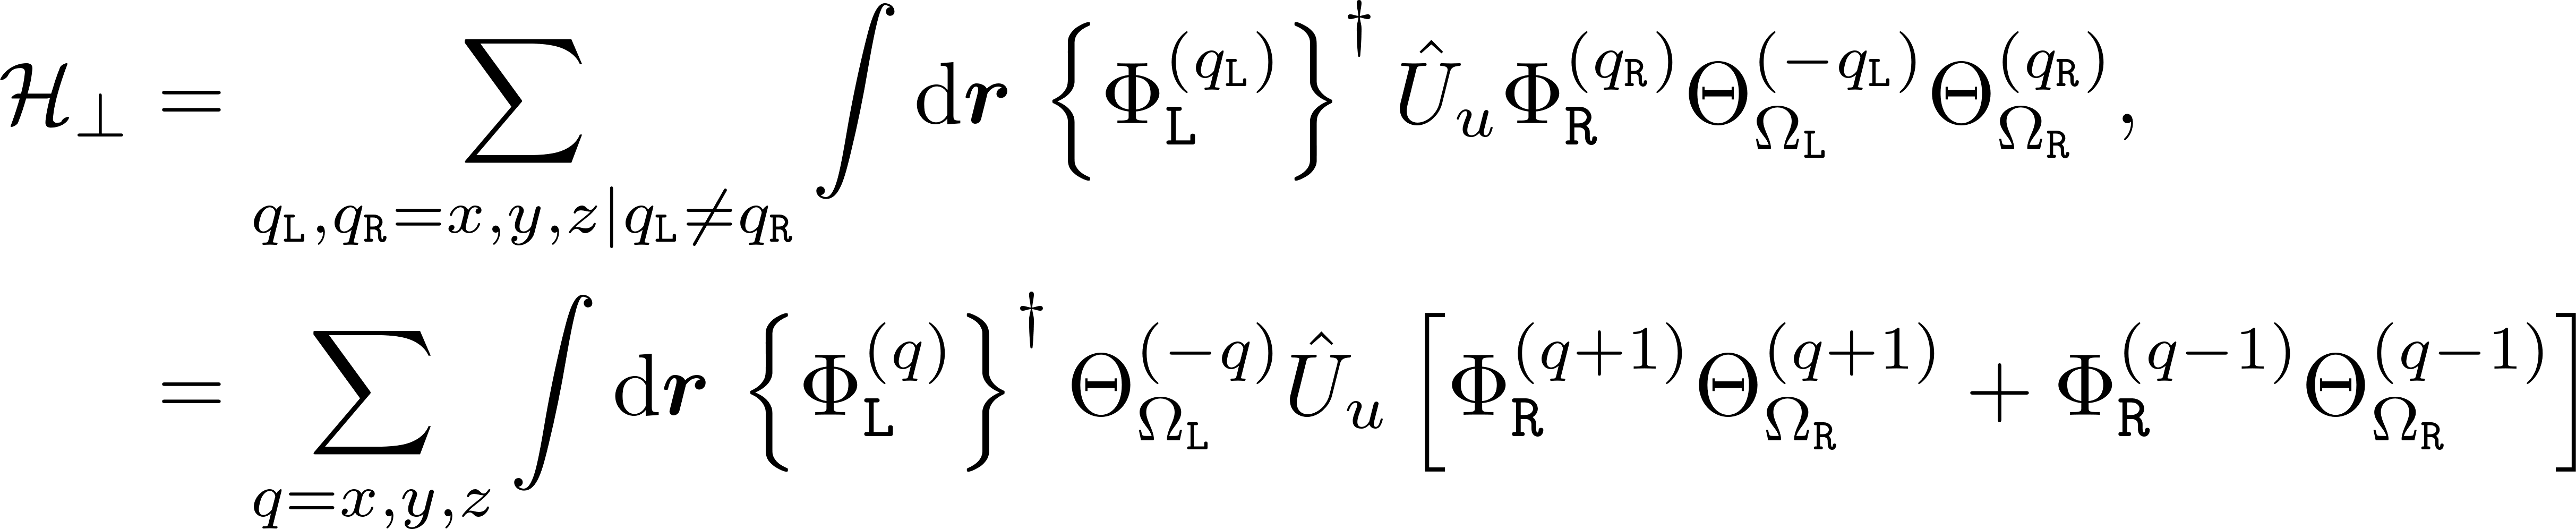 \mathcal{H}_{\perp} = \sum_{q_{\mathtt{L}},q_{\mathtt{R}}=x,y,z|q_{\mathtt{L}}\neq q_{\mathtt{R}}} \int \mathrm{d}\boldsymbol{r} \left\{\Phi_{\mathtt{L}}^{(q_{\mathtt{L}})}\right\}^{\dagger} \hat{U}_{u} \Phi_{\mathtt{R}}^{(q_{\mathtt{R}})} \Theta_{\Omega_{\mathtt{L}}}^{(-q_{\mathtt{L}})} \Theta_{\Omega_{\mathtt{R}}}^{(q_{\mathtt{R}})},
= \sum_{q=x,y,z} \int \mathrm{d}\boldsymbol{r} \left\{\Phi_{\mathtt{L}}^{(q)}\right\}^{\dagger} \Theta_{\Omega_{\mathtt{L}}}^{(-q)} \hat{U}_{u} \left[\Phi_{\mathtt{R}}^{(q+1)} \Theta_{\Omega_{\mathtt{R}}}^{(q+1)} + \Phi_{\mathtt{R}}^{(q-1)} \Theta_{\Omega_{\mathtt{R}}}^{(q-1)}\right]